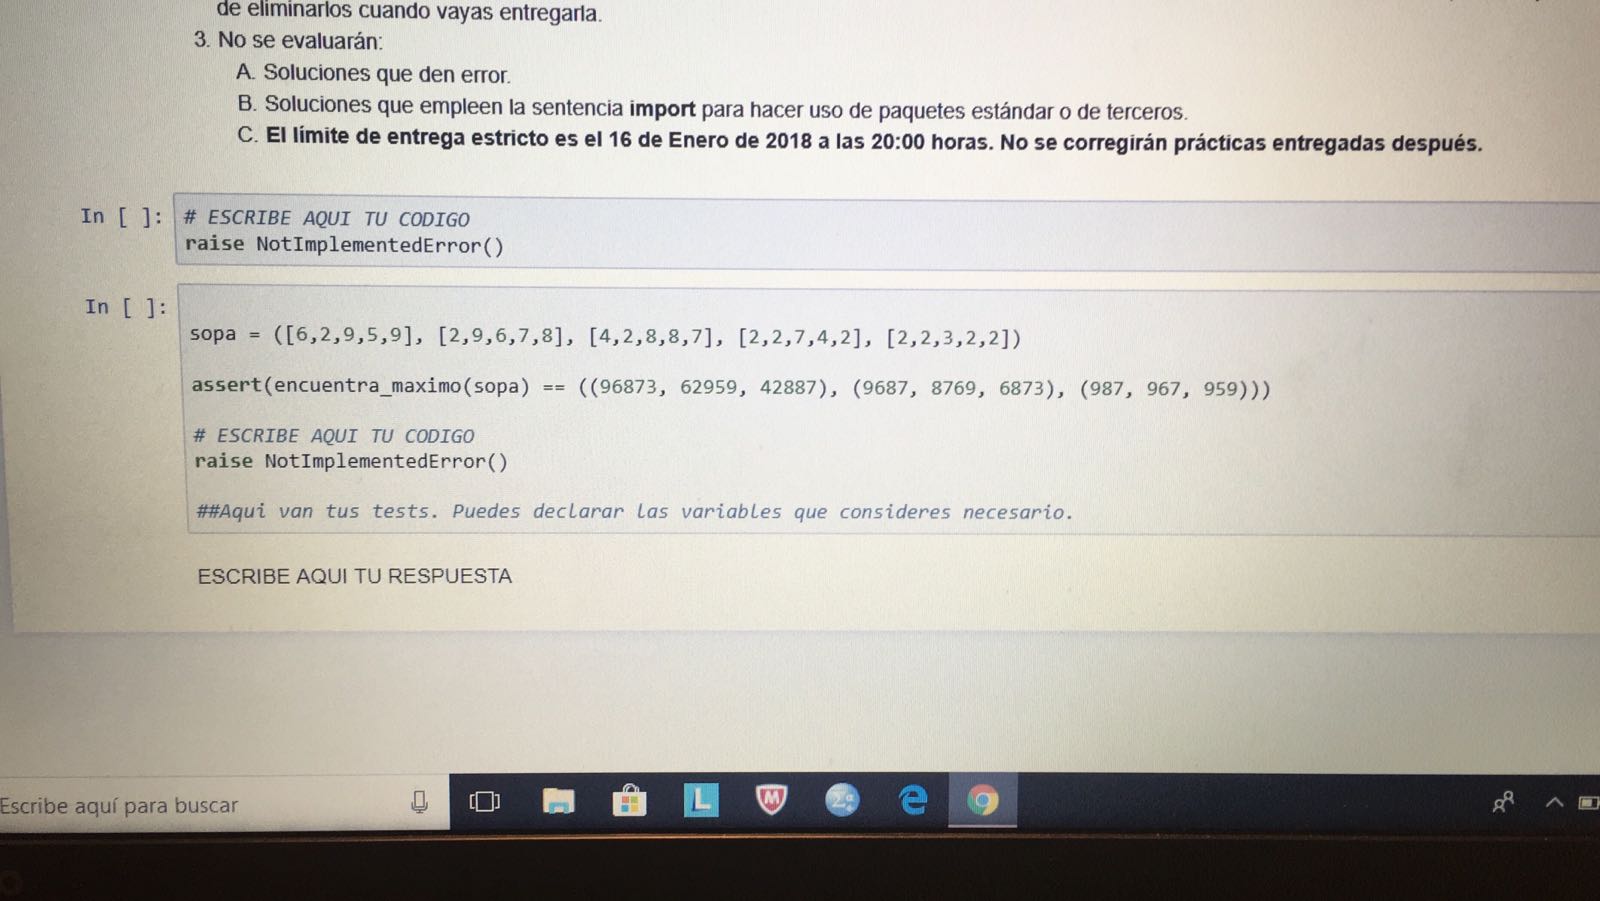 de eliminarlos cuando vayas entregarla.
3. No se evaluarán:
A. Soluciones que den error.
B. Soluciones que empleen la sentencia import para hacer uso de paquetes estándar o de terceros.
C. El límite de entrega estricto es el 16 de Enero de 2018 a las 20:00 horas. No se corregirán prácticas entregadas después.
In [ ]: # ESCRIBE AQUI TU CODIGO
raise NotImplementedError()
In [ ]:
sopa = ([6,2,9,5,9], [2,9,6,7,8], [4,2,8,8,7], [2,2,7,4,2], [2,2,3,2,2])
assert(encuentra_maximo(sopa) == ((96873, 62959, 42887), (9687, 8769, 6873), (987, 967, 959)))
# ESCRIBE AQUI TU CODIGO
raise NotImplementedError()
##Aqui van tus tests. Puedes declarar las variables que consideres necesario.
ESCRIBE AQUI TU RESPUESTA
Escribe aquí para buscar